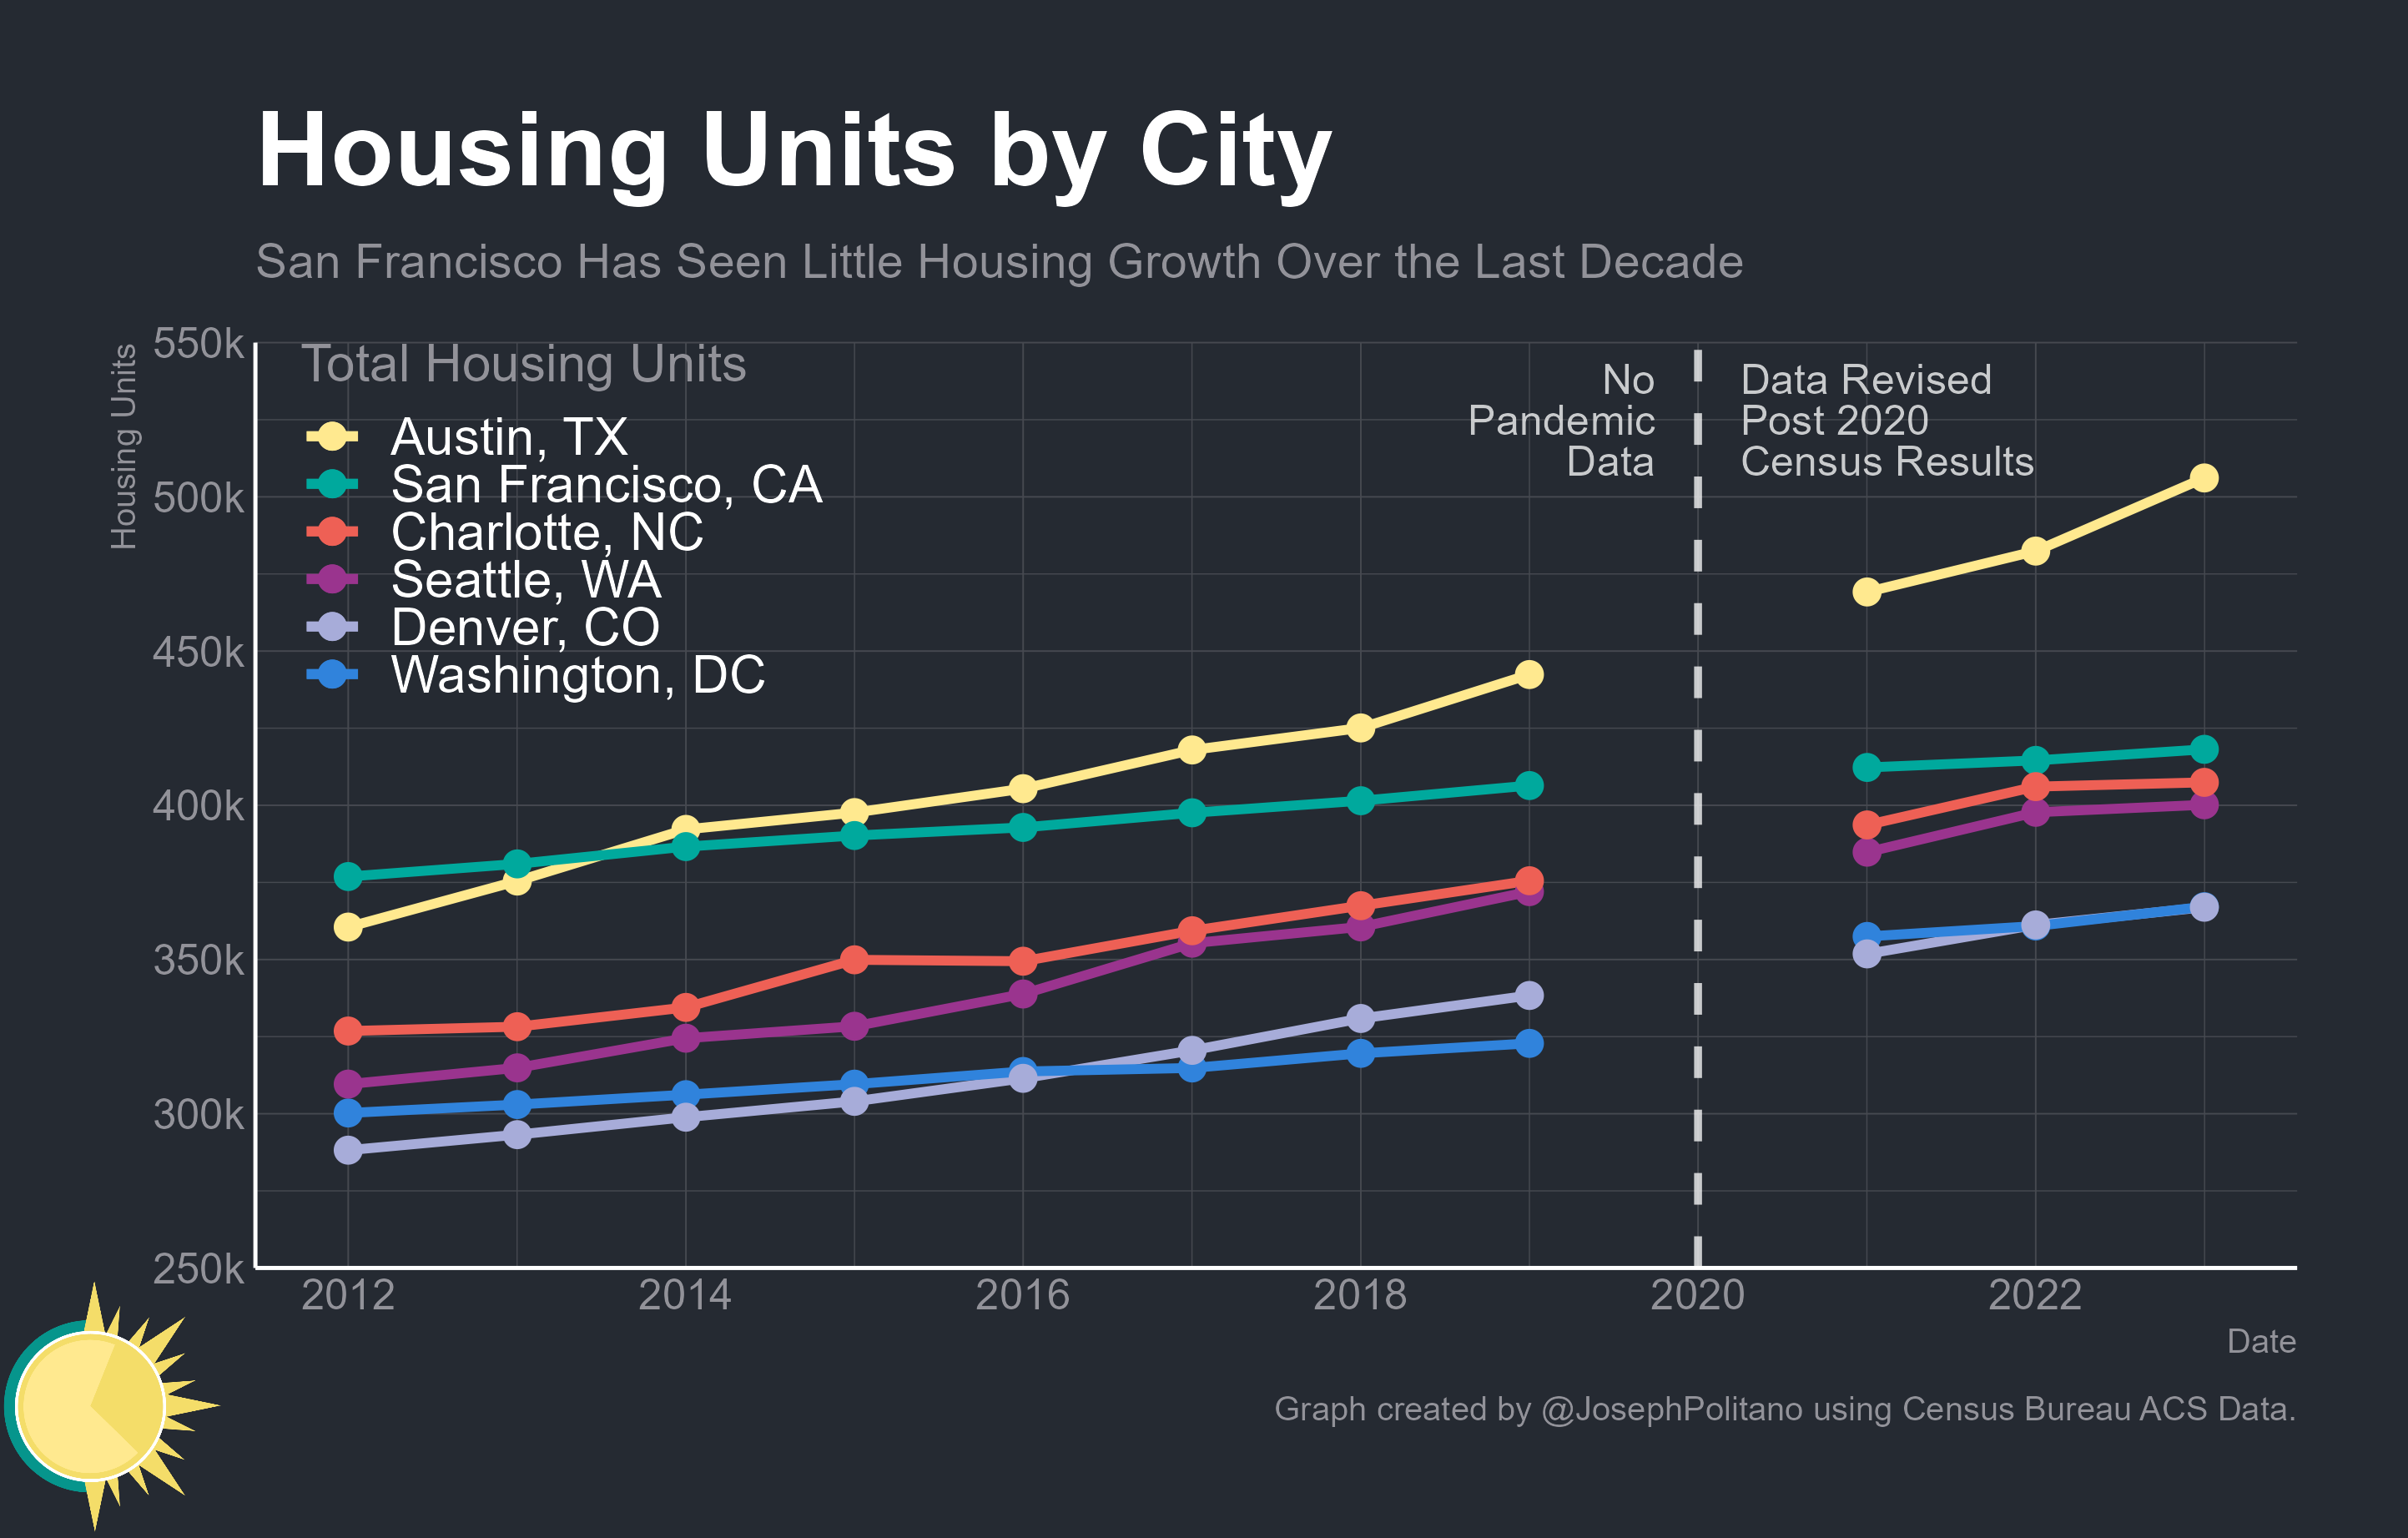 Housing Units by City
San Francisco Has Seen Little Housing Growth Over the Last Decade
Housing Units
550k
500k
450k
400k
350k
300k
250k
Total Housing Units
Austin, TX
San Francisco, CA
Charlotte, NC
Seattle, WA
Denver, CO
Washington, DC
No
Pandemic
Data
Data Revised
Post 2020
Census Results
2012 2014 2016 2018 2020 2022
Date
Graph created by @JosephPolitano using Census Bureau ACS Data.